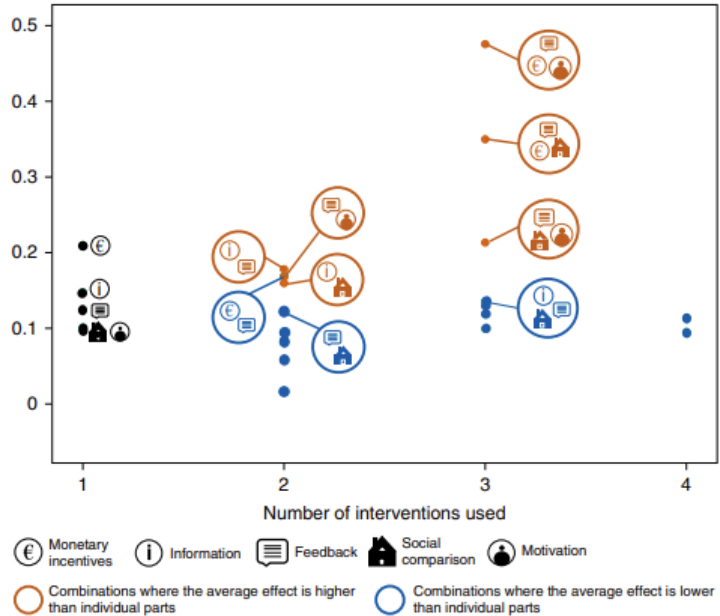 0.5
0.4
0.3
0.2
0.1
0
1 2 3 4
Number of interventions used
€ Monetary incentives
i Information
Feedback
Social comparison
Motivation
Combinations where the average effect is higher
than individual parts
Combinations where the average effect is lower
than individual parts